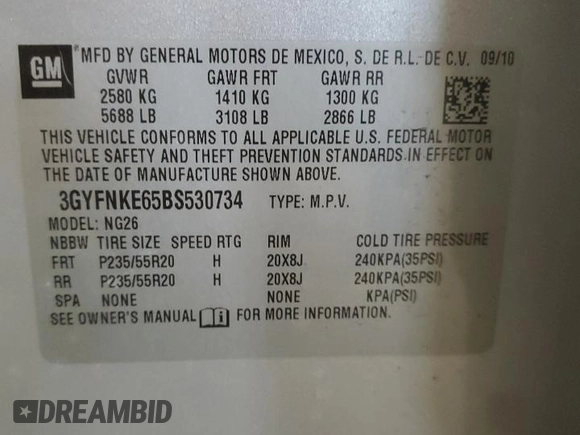 GM
MFD BY GENERAL MOTORS DE MEXICO, S. DE R.L. DE C.V. 09/10
GVWR GAWR FRT GAWR RR
2580 KG 1410 KG 1300 KG
5688 LB 3108 LB 2866 LB
THIS VEHICLE CONFORMS TO ALL APPLICABLE U.S. FEDERAL MOTOR
VEHICLE SAFETY AND THEFT PREVENTION STANDARDS IN EFFECT ON
THE DATE OF MANUFACTURE SHOWN ABOVE.
3GYFNKE65BS530734 TYPE: M.P.V.
MODEL: NG26
NBBW TIRE SIZE SPEED RTG RIM COLD TIRE PRESSURE
FRT P235/55R20 H 20X8J 240KPA(35PSI)
RR P235/55R20 H 20X8J 240KPA(35PSI)
SPA NONE NONE KPA(PSI)
SEE OWNER'S MANUAL FOR MORE INFORMATION.
DREAMBID